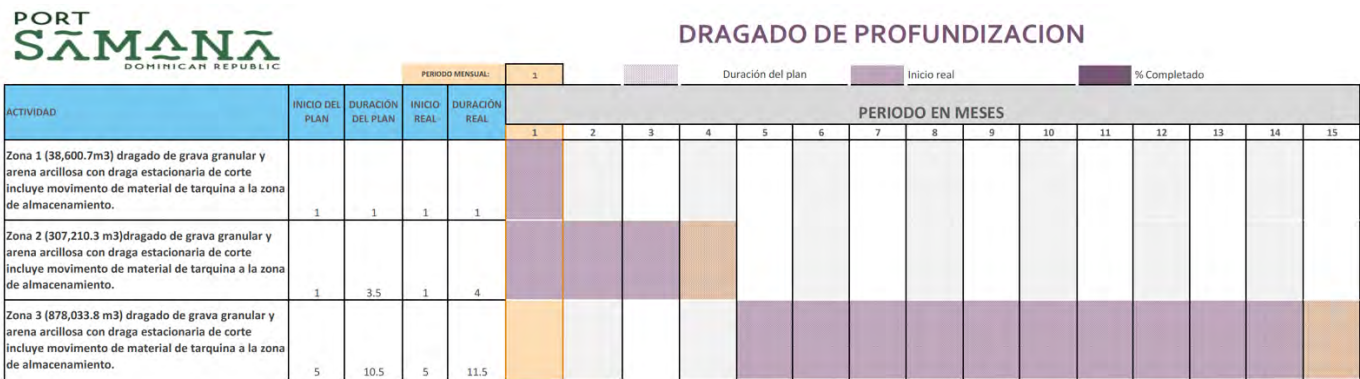 PORT
SĀMANĀ
DOMINICAN REPUBLIC
DRAGADO DE PROFUNDIZACION
PERIODO MENSUAL: 1 Duración del plan Inicio real % Completado
ACTIVIDAD
INICIO DEL PLAN
DURACIÓN DEL PLAN
INICIO REAL
DURACIÓN REAL
PERIODO EN MESES
1 2 3 4 5 6 7 8 9 10 11 12 13 14 15
Zona 1 (38,600.7m3) dragado de grava granular y
arena arcillosa con draga estacionaria de corte
incluye movimento de material de tarquina a la zona
de almacenamiento.
1 1 1 1
Zona 2 (307,210.3 m3)dragado de grava granular y
arena arcillosa con draga estacionaria de corte
incluye movimento de material de tarquina a la zona
de almacenamiento.
1 3.5 1 4
Zona 3 (878,033.8 m3) dragado de grava granular y
arena arcillosa con draga estacionaria de corte
incluye movimento de material de tarquina a la zona
de almacenamiento.
5 10.5 5 11.5